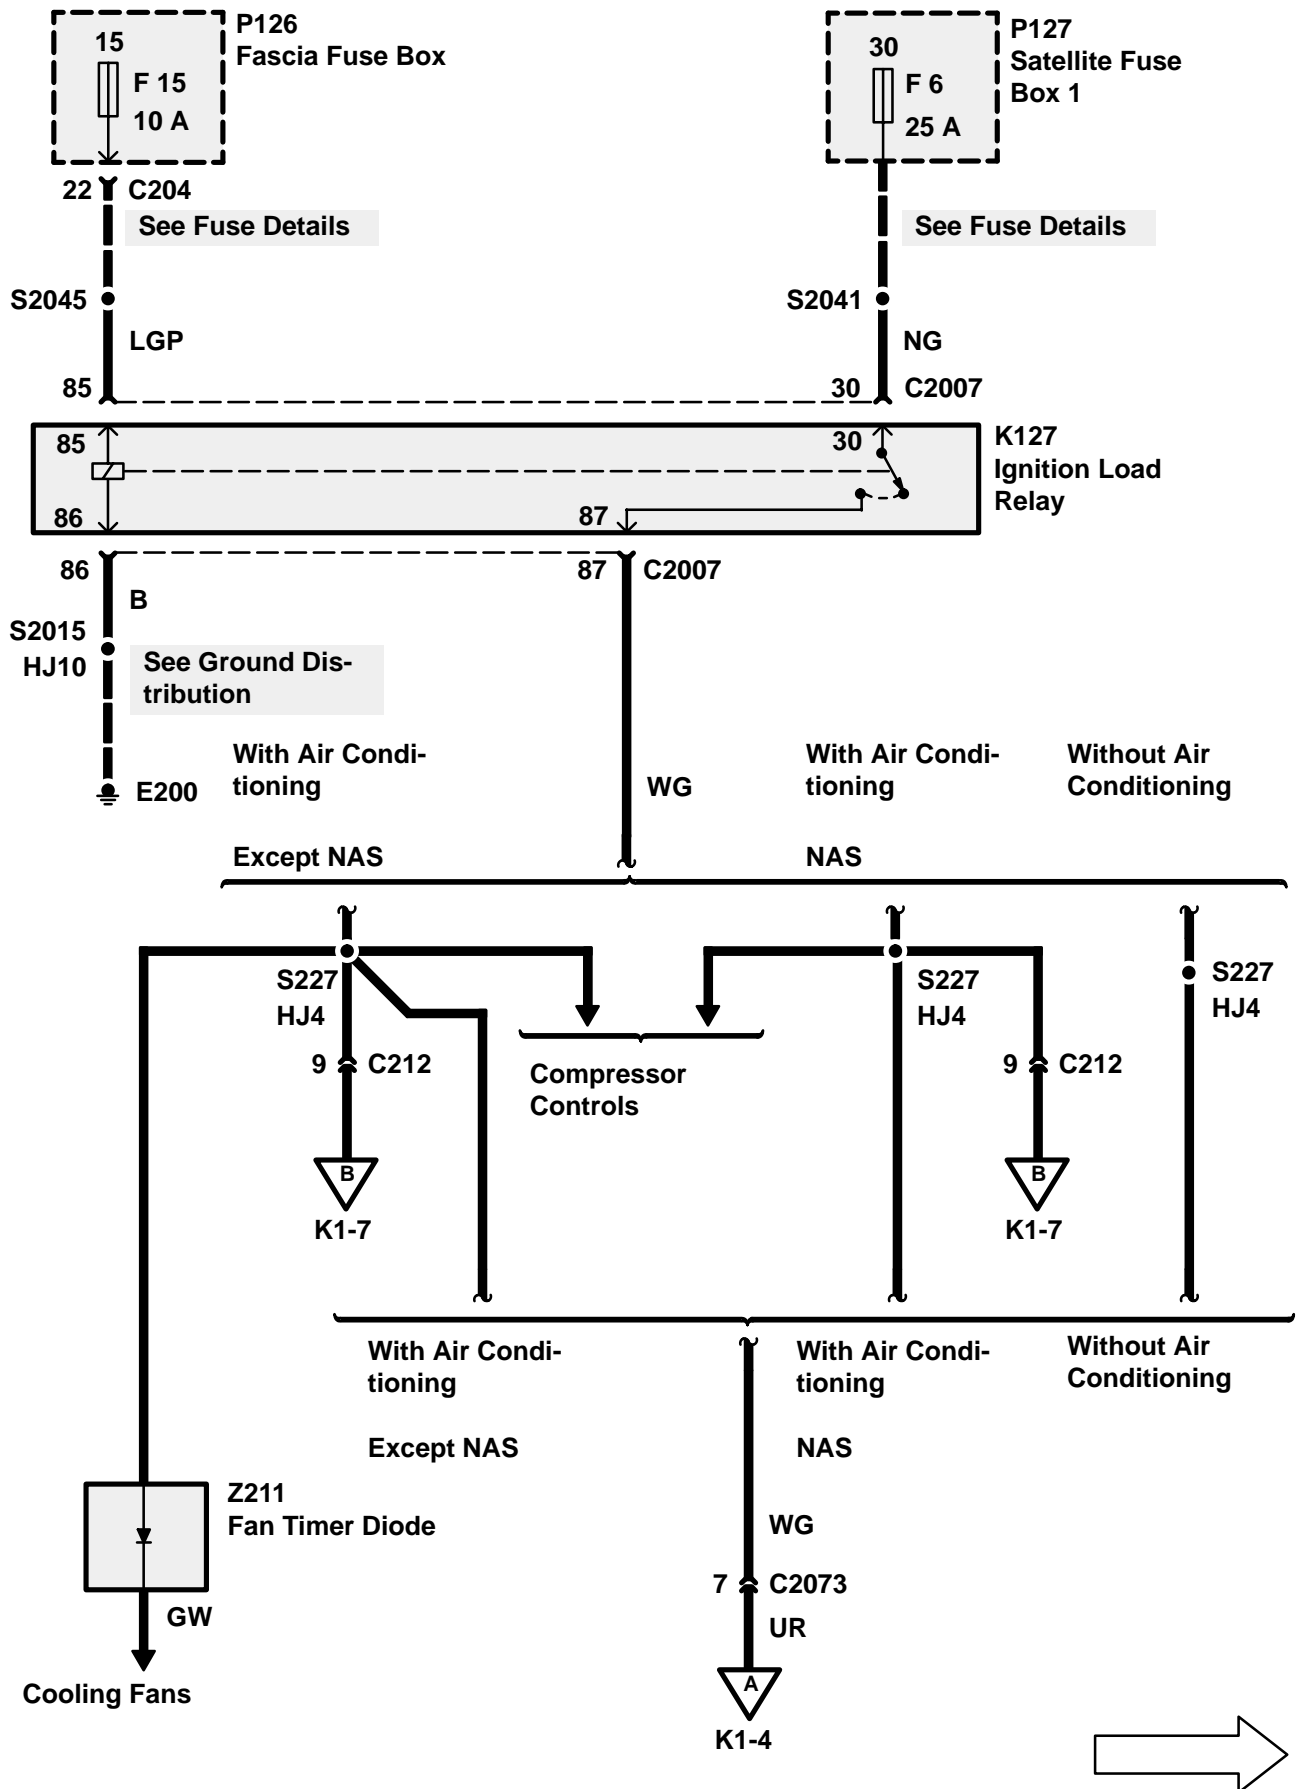 P126
Fascia Fuse Box
15
F 15
10 A
P127
Satellite Fuse
Box 1
30
F 6
25 A
22
C204
See Fuse Details
See Fuse Details
S2045
S2041
LGP
NG
85
30
C2007
85
30
K127
Ignition Load
Relay
86
87
86
87
C2007
B
S2015
HJ10
See Ground Dis-
tribution
E200
With Air Condi-
tioning
Except NAS
WG
With Air Condi-
tioning
NAS
Without Air
Conditioning
S227
HJ4
S227
HJ4
S227
HJ4
9
C212
Compressor
Controls
9
C212
B
K1-7
B
K1-7
With Air Condi-
tioning
Except NAS
With Air Condi-
tioning
NAS
Without Air
Conditioning
Z211
Fan Timer Diode
WG
7
C2073
GW
UR
Cooling Fans
A
K1-4